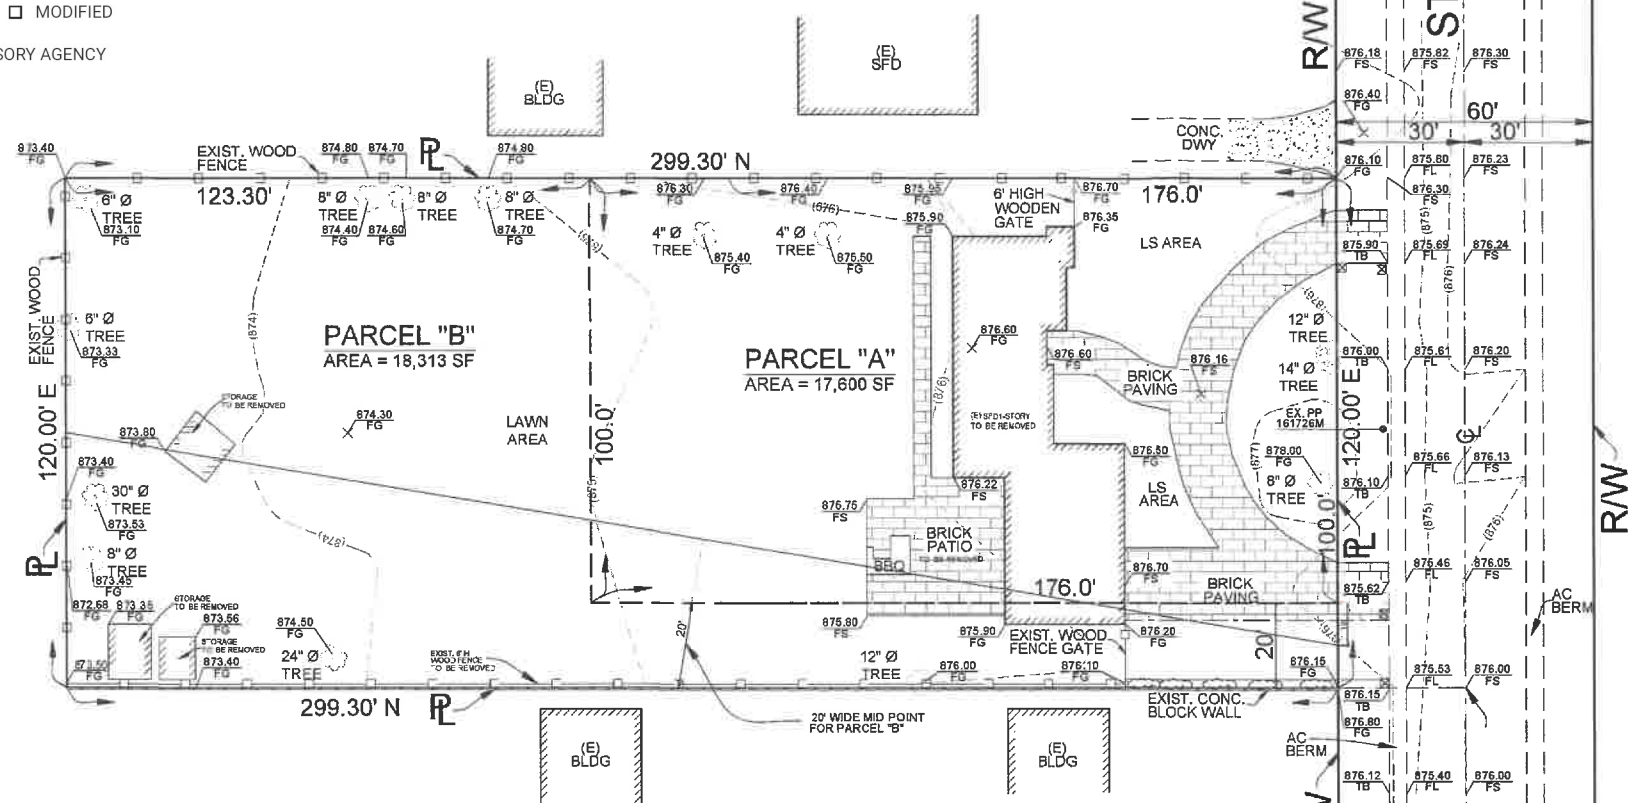 □ MODIFIED
SORY AGENCY
(E)
BLDG
(E)
SFD
R/W
ST
876.18
FS
875.82
FS
876.30
FS
876.40
FG
60'
30'
30'
CONC.
DWY
873.40
FG
EXIST. WOOD
FENCE
874.80
FG
874.70
FG
PL
874.80
FG
299.30' N
876.10
FG
875.60
FL
876.23
FS
123.30'
6" Ø
TREE
873.10
FG
8" Ø
TREE
874.40
FG
874.60
FG
8" Ø
TREE
8" Ø
TREE
874.70
FG
876.30
FG
876.40
FG
875.95
FG
(876)
875.90
FG
6' HIGH
WOODEN
GATE
876.70
FG
876.35
FG
176.0'
876.30
FS
4" Ø
TREE
875.40
FG
4" Ø
TREE
875.50
FG
LS AREA
875.90
TB
875.69
FL
876.24
FS
(875)
(876)
EXIST. WOOD
FENCE
6" Ø
TREE
873.33
FG
(874)
PARCEL "B"
AREA = 18,313 SF
PARCEL "A"
AREA = 17,600 SF
876.60
FG
876.60
FS
876.16
FS
BRICK
PAVING
(876)
(876)
12" Ø
TREE
14" Ø
TREE
876.00
TB
875.61
FL
876.20
FS
120.00' E
STORAGE
TO BE REMOVED
874.30
FG
LAWN
AREA
100.0'
(E) SFD 1-STORY
TO BE REMOVED
EX. PP
161726M
120.00' E
CL
873.80
FG
873.40
FG
30" Ø
TREE
873.53
FG
876.50
FG
LS
AREA
(877)
878.00
FG
8" Ø
TREE
876.10
TB
875.66
FL
876.13
FS
R/W
876.22
FS
876.75
FS
BRICK
PATIO
TO BE REMOVED
BBQ
100.0'
PL
(875)
(876)
PL
(874)
8" Ø
TREE
873.45
FG
876.70
FS
BRICK
PAVING
176.0'
875.46
FL
876.05
FS
875.62
TB
AC
BERM
872.68
FG
873.35
FG
STORAGE
TO BE REMOVED
873.56
FG
STORAGE
TO BE REMOVED
873.40
FG
874.50
FG
24" Ø
TREE
20'
875.80
FS
875.90
FG
EXIST. WOOD
FENCE GATE
876.20
FG
20'
12" Ø
TREE
876.00
FG
876.10
FG
876.15
FG
875.53
FL
876.00
FS
WOOD FENCE
TO BE REMOVED
299.30' N
PL
20' WIDE MID POINT
FOR PARCEL "B"
EXIST. CONC.
BLOCK WALL
876.15
TB
876.80
FG
AC
BERM
(E)
BLDG
(E)
BLDG
876.12
TB
875.40
FL
876.00
FS